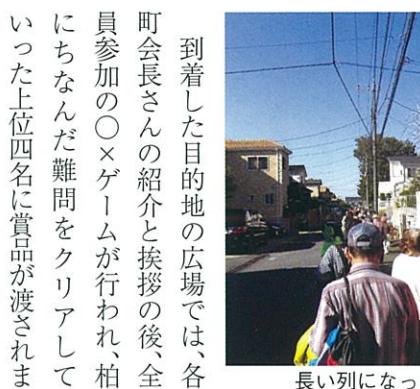 到着した目的地の広場では、各
町会長さんの紹介と挨拶の後、全
員参加の○×ゲームが行われ、柏
にちなんだ難問をクリアして
いった上位四名に賞品が渡されま
長い列になっ